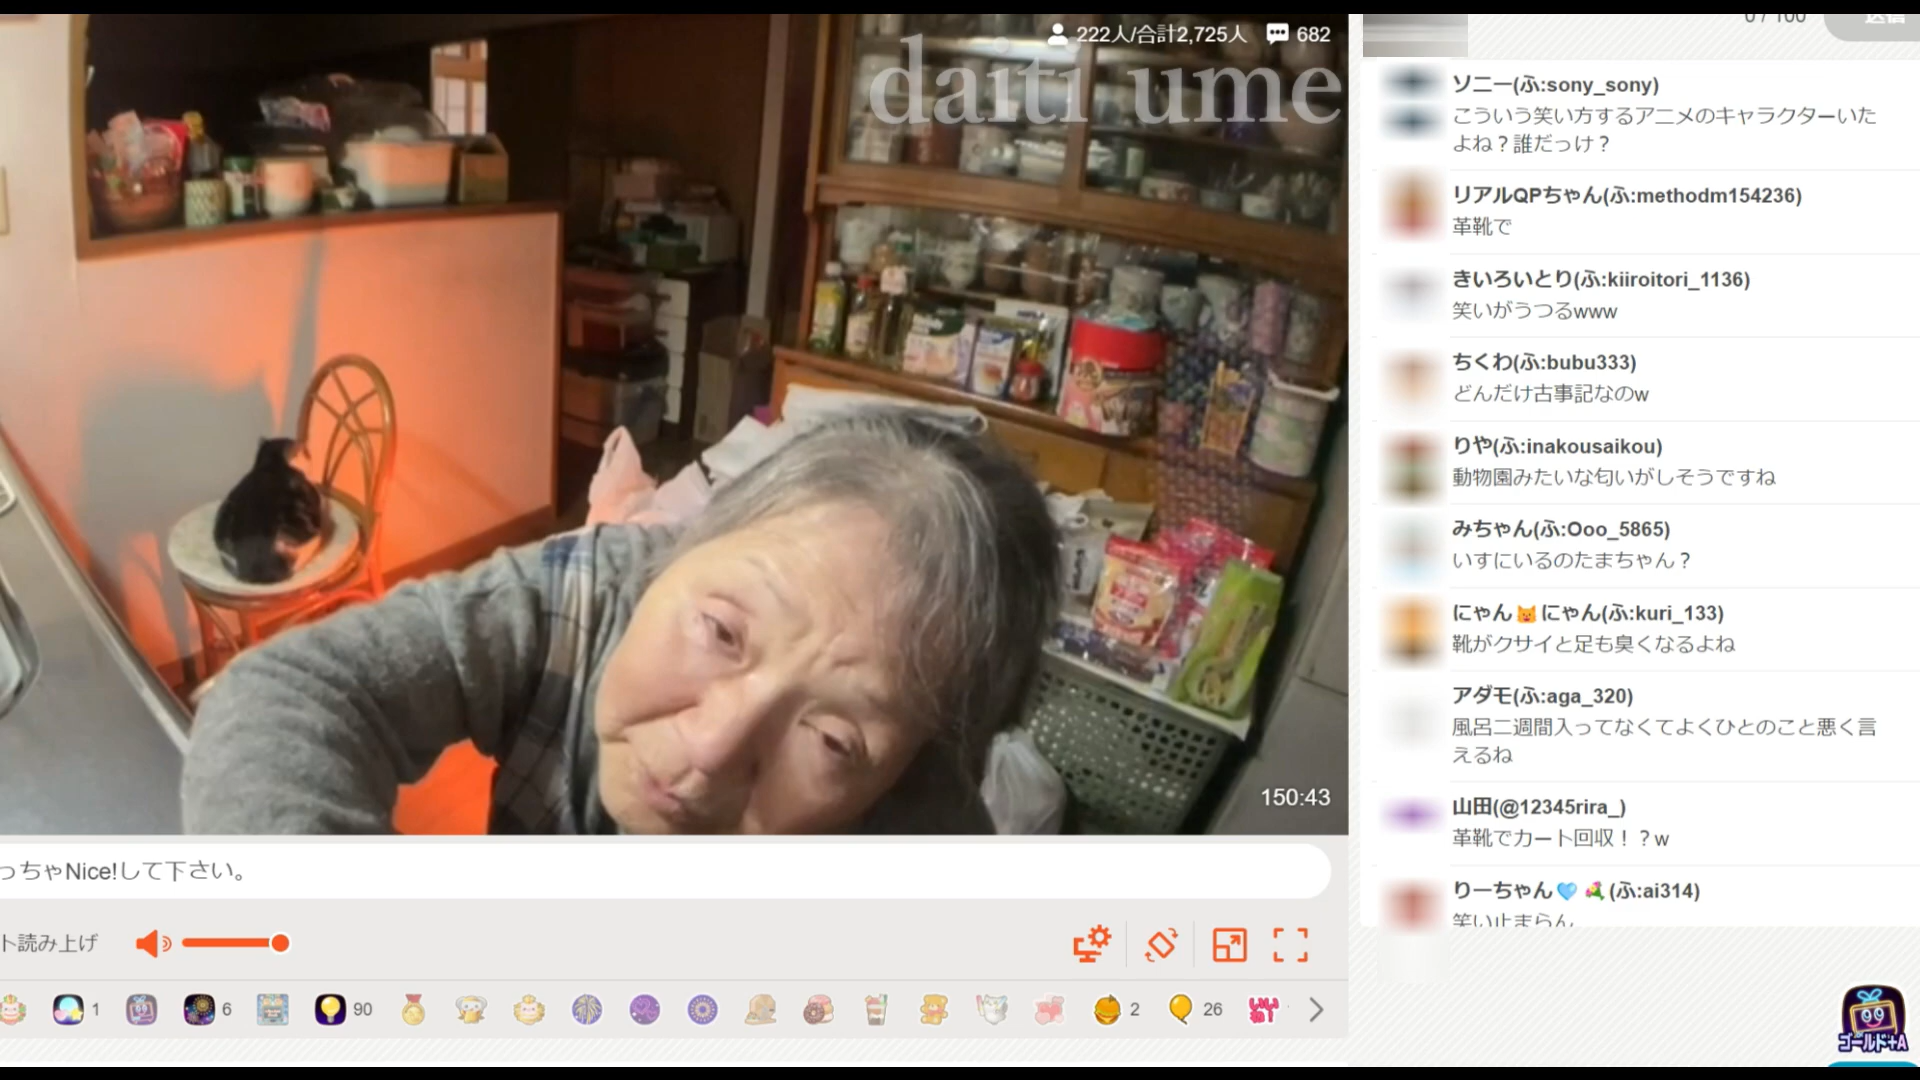 222人/合計2,725人 682
daiti ume
150:43
っちゃNice!して下さい。
ト読み上げ
1
6
90
2
26
0 / 100 送信
ソニー(ふ:sony_sony)
こういう笑い方するアニメのキャラクターいた
よね？誰だっけ？
リアルQPちゃん(ふ:methodm154236)
革靴で
きいろいとり(ふ:kiiroitori_1136)
笑いがうつるwww
ちくわ(ふ:bubu333)
どんだけ古事記なのw
りや(ふ:inakousaikou)
動物園みたいな匂いがしそうですね
みちゃん(ふ:Ooo_5865)
いすにいるのたまちゃん？
にゃん🐱にゃん(ふ:kuri_133)
靴がクサイと足も臭くなるよね
アダモ(ふ:aga_320)
風呂二週間入ってなくてよくひとのこと悪く言
えるね
山田(@12345rira_)
革靴でカート回収！？w
りーちゃん🩵💐(ふ:ai314)
笑い止まらん
ゴールド+A